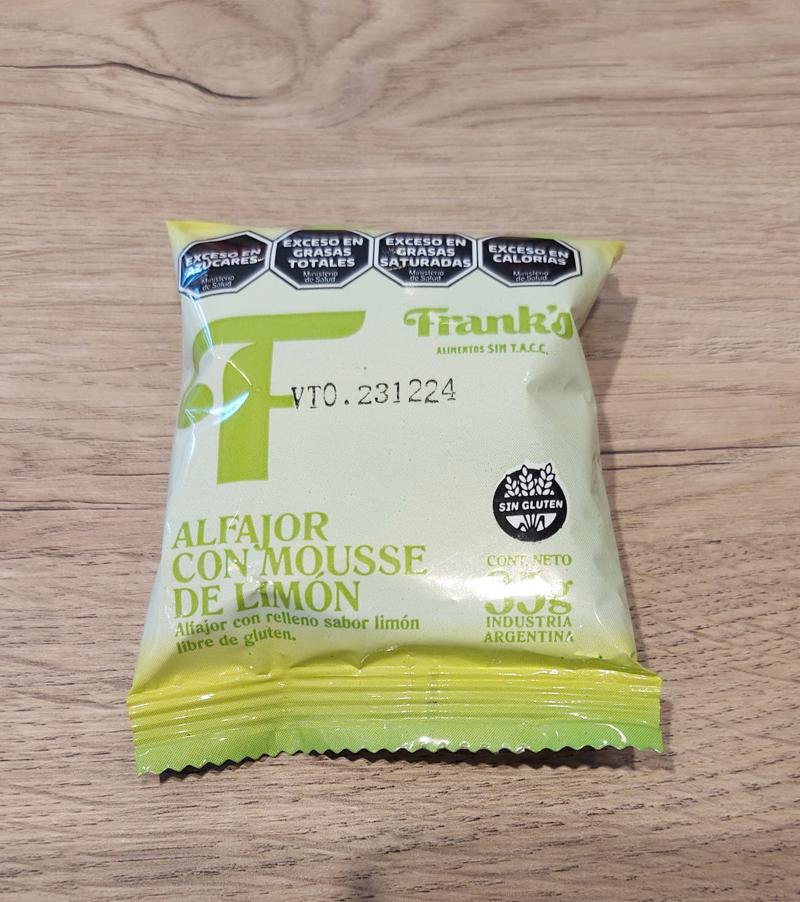 EXCESO EN
AZÚCARES
Ministerio
de Salud
EXCESO EN
GRASAS
TOTALES
Ministerio
de Salud
EXCESO EN
GRASAS
SATURADAS
Ministerio
de Salud
EXCESO EN
CALORÍAS
Ministerio
de Salud
F
Frank's
ALIMENTOS SIN T.A.C.C.
VTO.231224
SIN GLUTEN
ALFAJOR
CON MOUSSE
DE LIMÓN
Alfajor con relleno sabor limón
libre de gluten.
CONT. NETO
INDUSTRIA
ARGENTINA